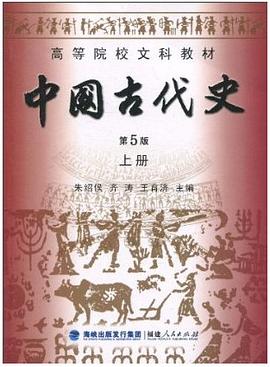 高等院校文科教材
中国古代史
第5版
上册
朱绍侯 齐涛 王育济 主编
海峡出版发行集团 福建人民出版社